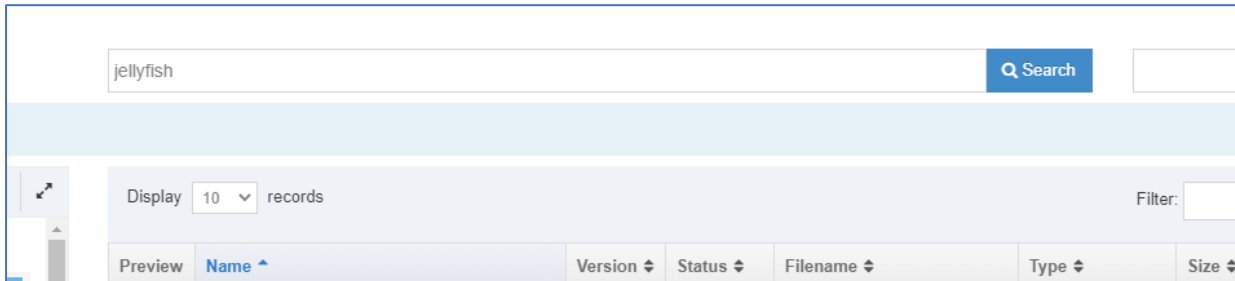 jellyfish Search
Display 10 records Filter:
Preview Name Version Status Filename Type Size